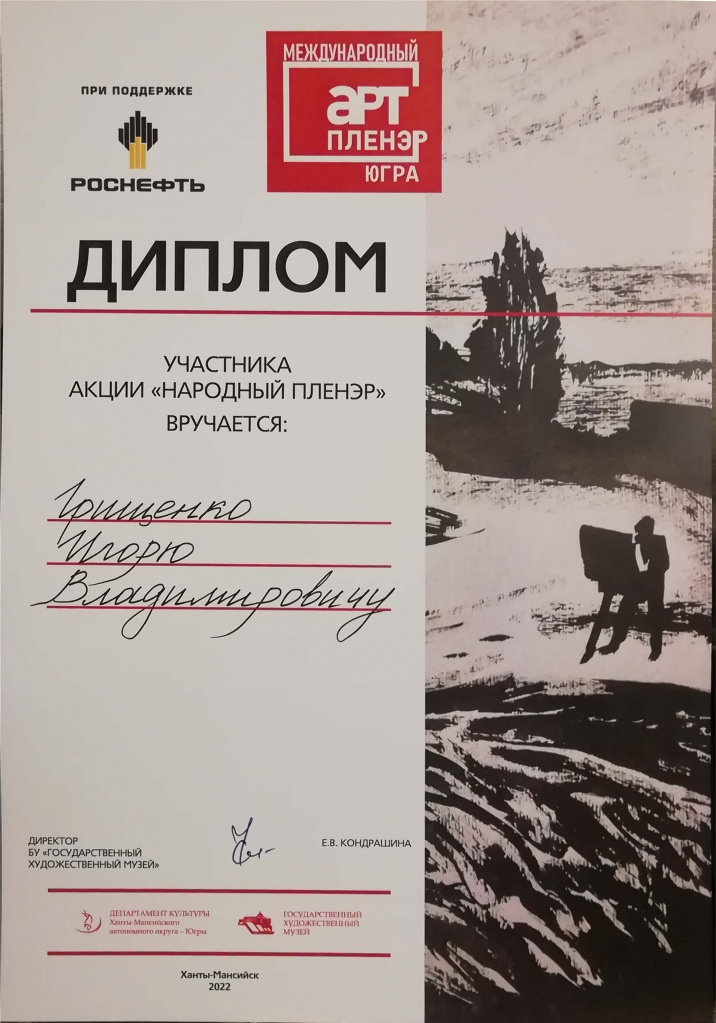 ПРИ ПОДДЕРЖКЕ
РОСНЕФТЬ
МЕЖДУНАРОДНЫЙ
АРТ
ПЛЕНЭР
ЮГРА
ДИПЛОМ
УЧАСТНИКА
АКЦИИ «НАРОДНЫЙ ПЛЕНЭР»
ВРУЧАЕТСЯ:
Грищенко
Игорю
Владимировичу
ДИРЕКТОР
БУ «ГОСУДАРСТВЕННЫЙ
ХУДОЖЕСТВЕННЫЙ МУЗЕЙ»
Е.В. КОНДРАШИНА
ДЕПАРТАМЕНТ КУЛЬТУРЫ
Ханты-Мансийского
автономного округа - Югры
ГОСУДАРСТВЕННЫЙ
ХУДОЖЕСТВЕННЫЙ
МУЗЕЙ
Ханты-Мансийск
2022